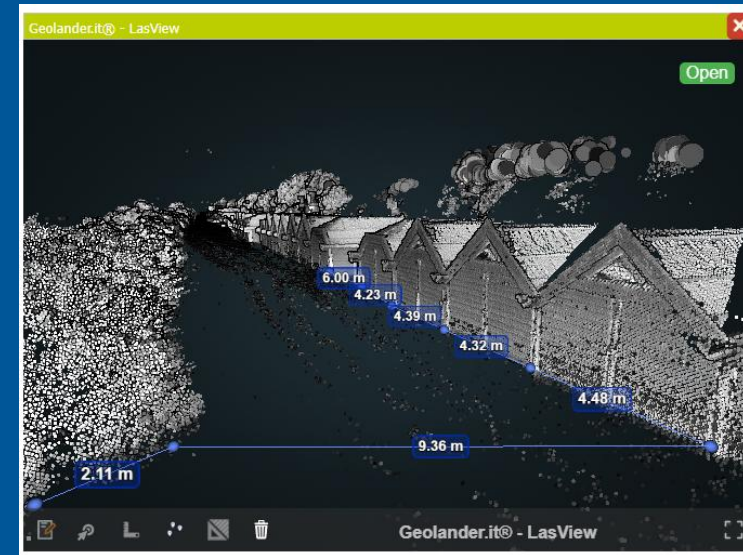 Geolander.it® - LasView
Open
6.00 m
4.23 m
4.39 m
4.32 m
4.48 m
9.36 m
2.11 m
Geolander.it® - LasView